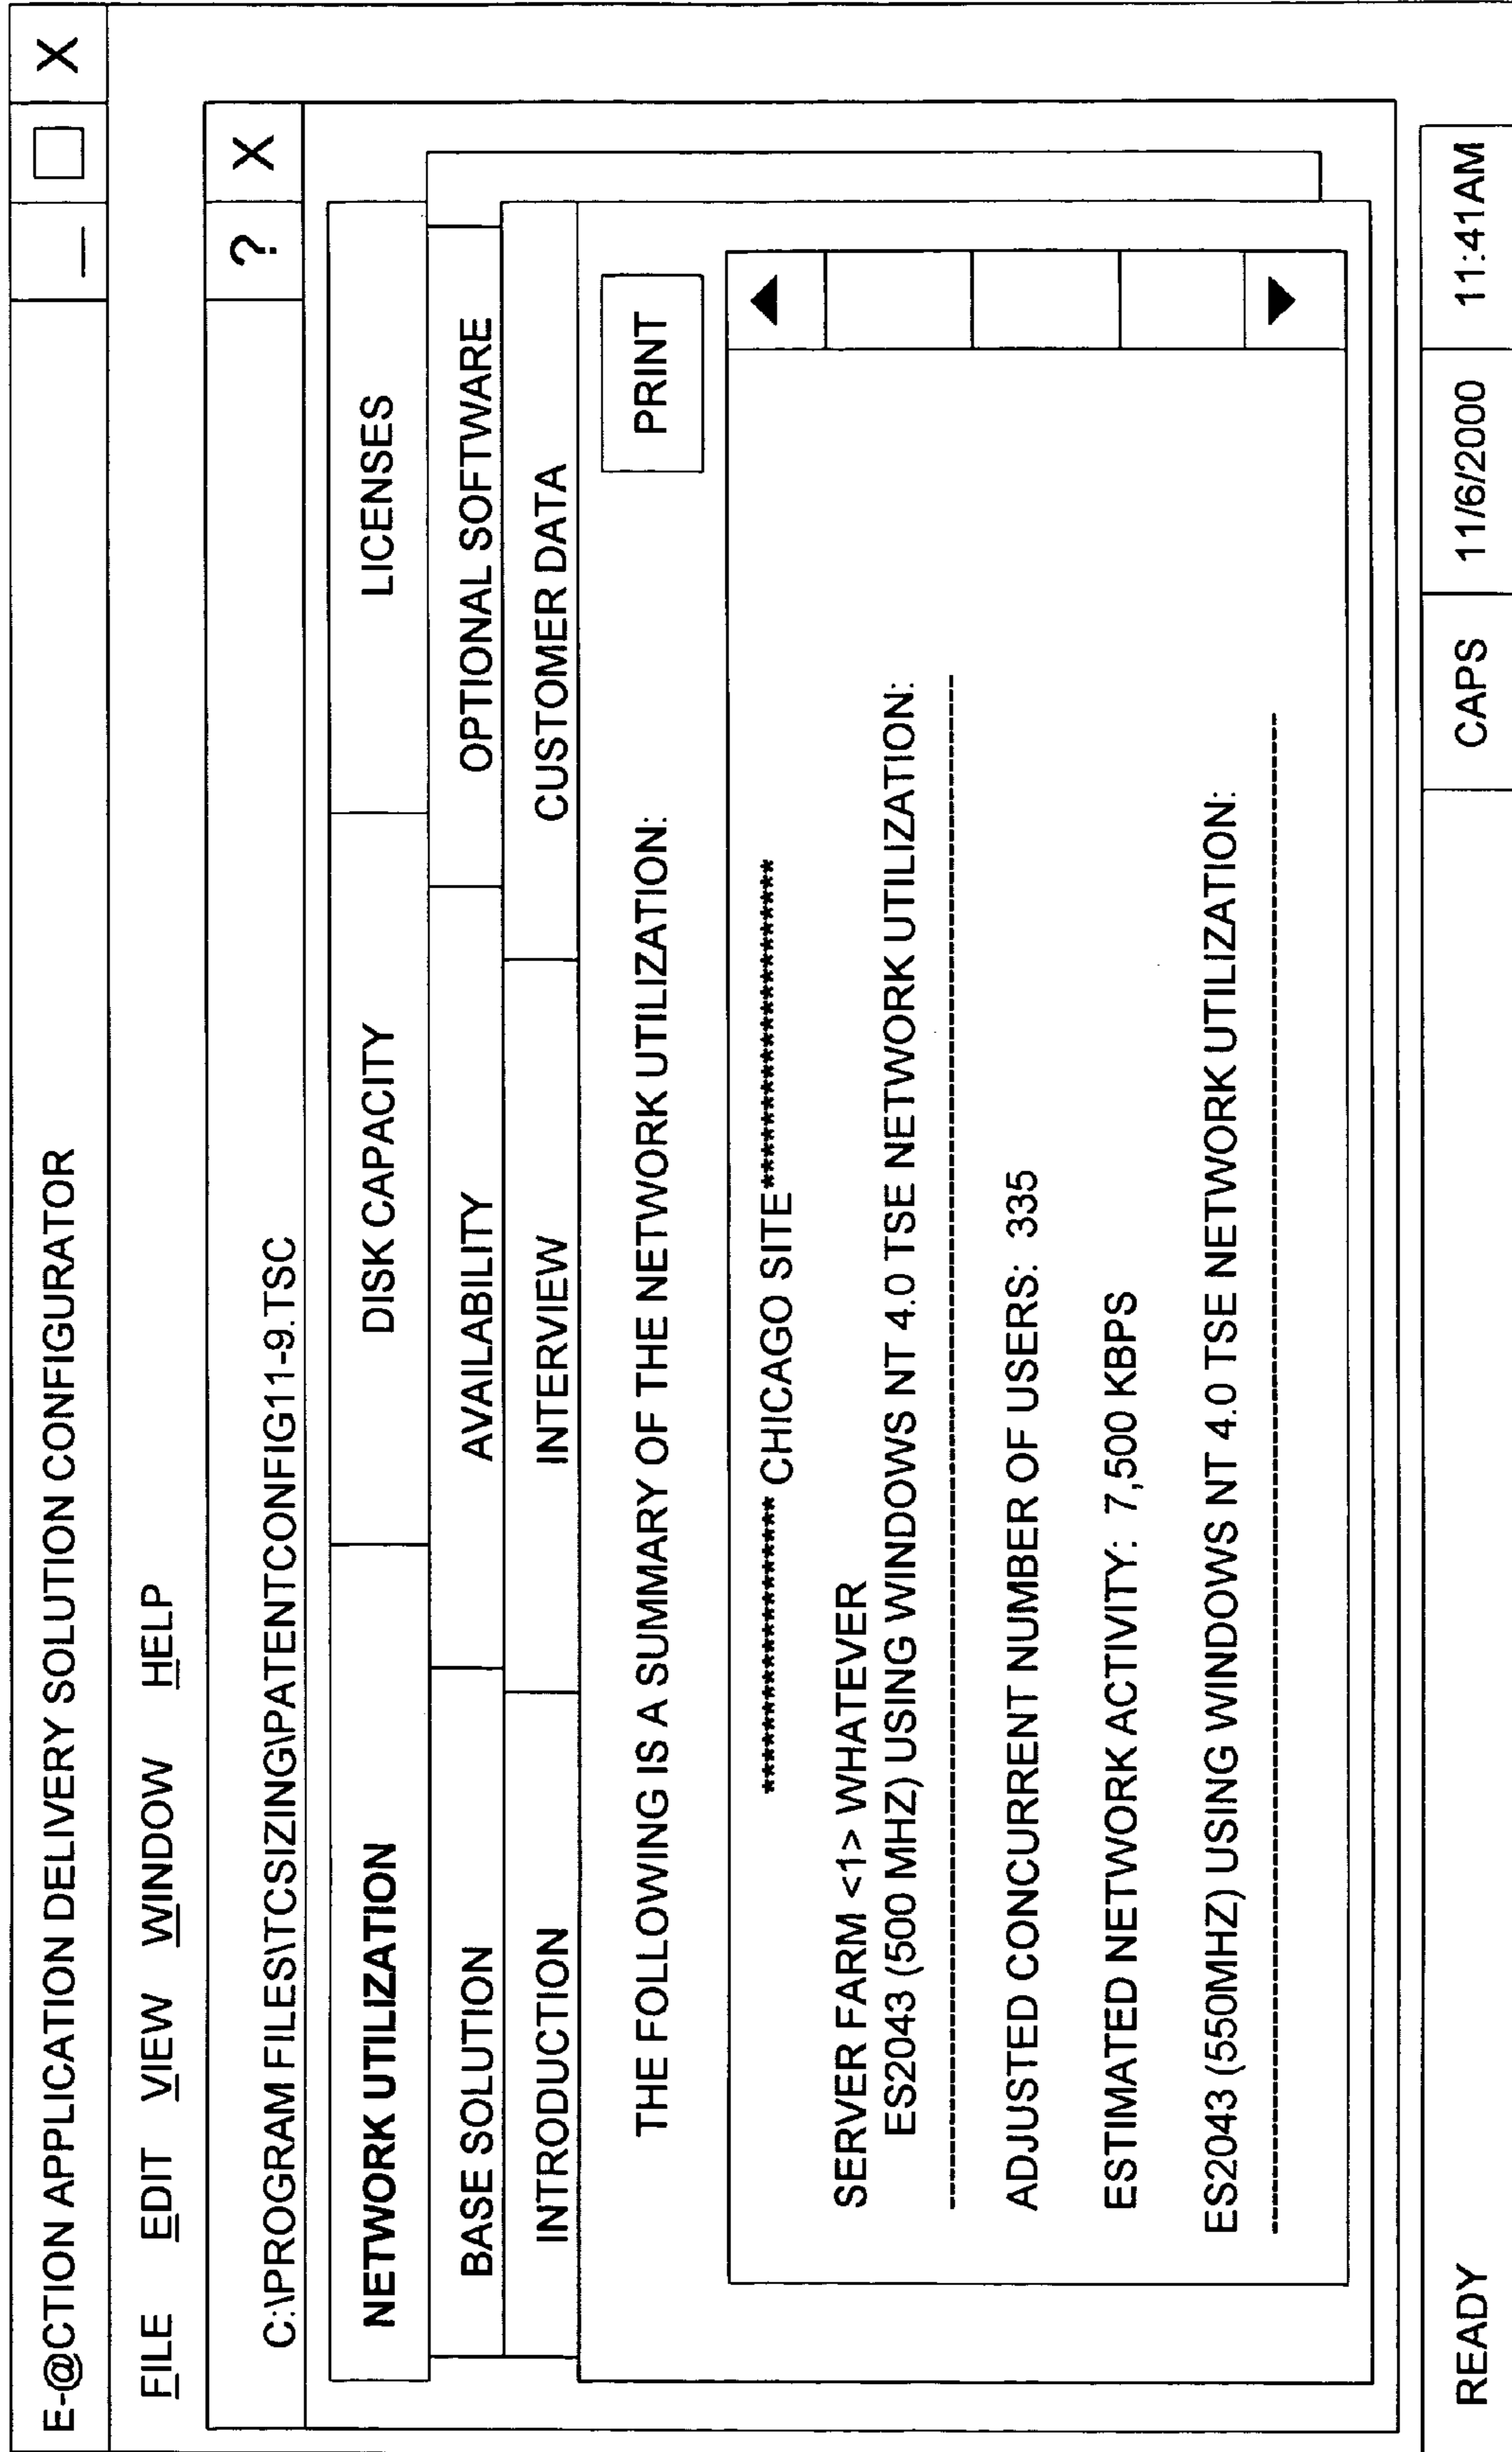 E-@CTION APPLICATION DELIVERY SOLUTION CONFIGURATOR _ □ X
FILE EDIT VIEW WINDOW HELP
C:\PROGRAM FILES\TCSIZING\PATENTCONFIG11-9.TSC ? X
NETWORK UTILIZATION DISK CAPACITY LICENSES
BASE SOLUTION AVAILABILITY OPTIONAL SOFTWARE
INTRODUCTION INTERVIEW CUSTOMER DATA
THE FOLLOWING IS A SUMMARY OF THE NETWORK UTILIZATION: PRINT
************************ CHICAGO SITE****************************
SERVER FARM <1> WHATEVER
ES2043 (500 MHZ) USING WINDOWS NT 4.0 TSE NETWORK UTILIZATION:
--------------------------------------------------------------------------------
ADJUSTED CONCURRENT NUMBER OF USERS: 335
ESTIMATED NETWORK ACTIVITY: 7,500 KBPS
ES2043 (550MHZ) USING WINDOWS NT 4.0 TSE NETWORK UTILIZATION:
--------------------------------------------------------------------------------
READY CAPS 11/6/2000 11:41AM